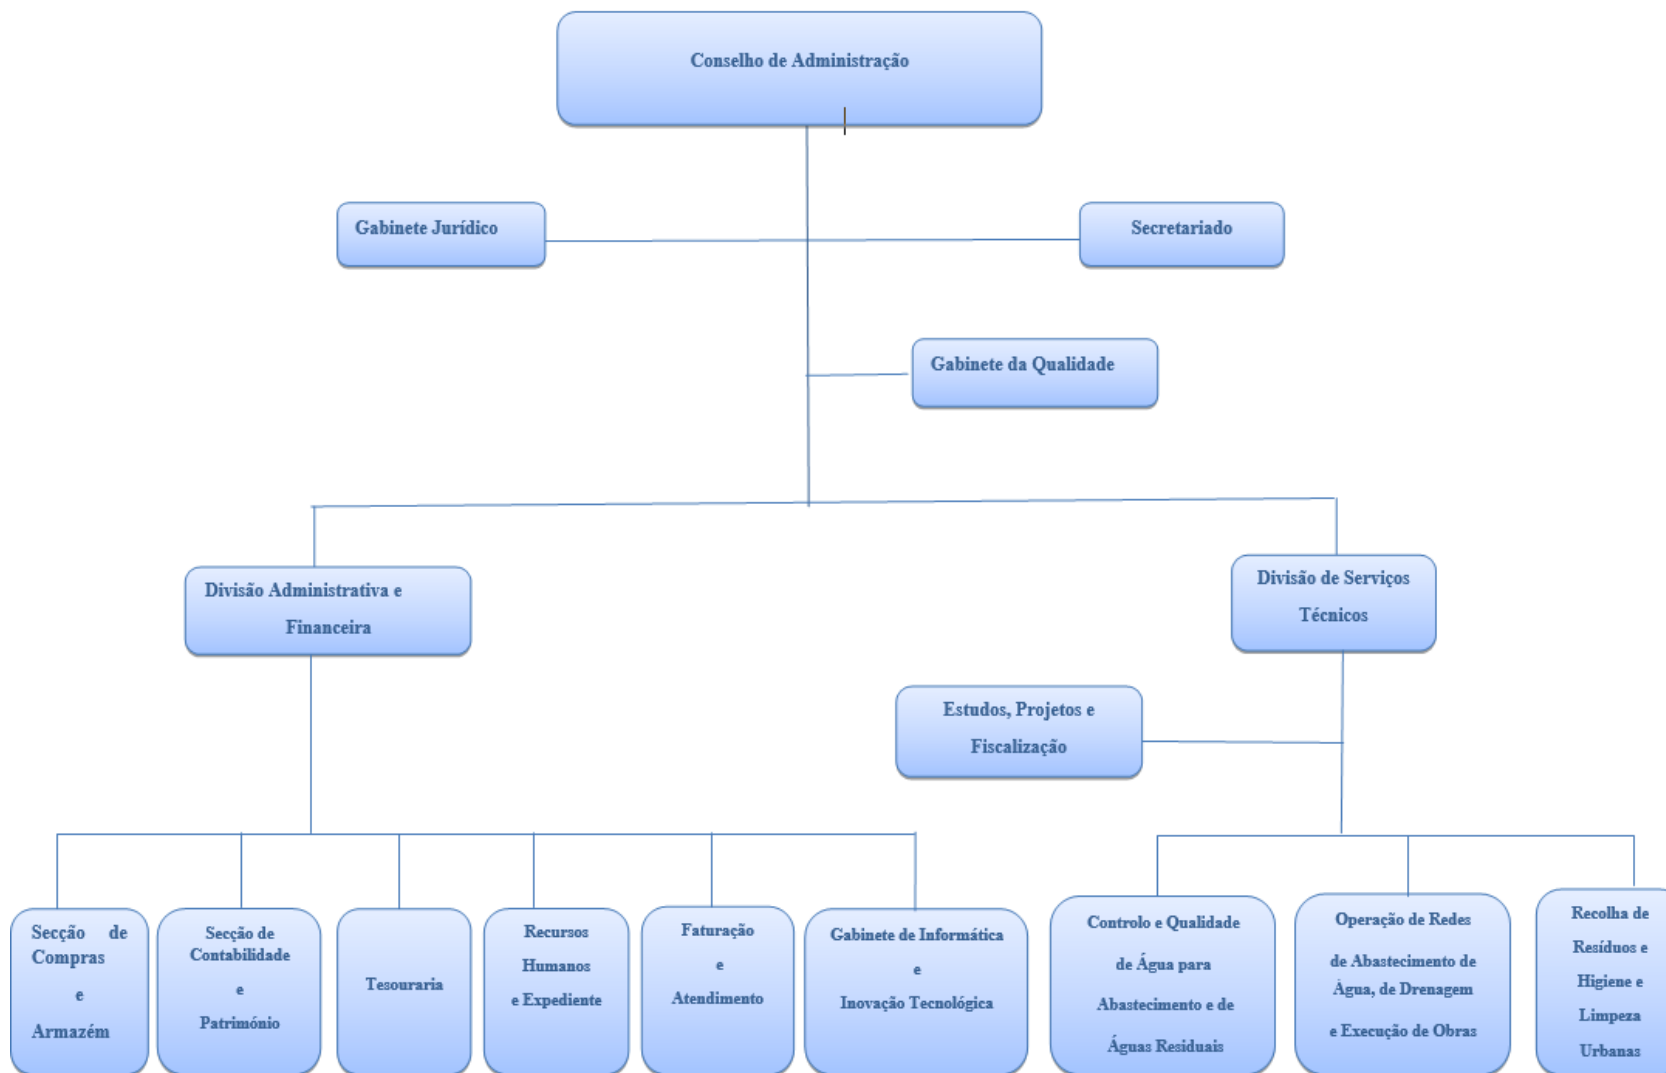 Conselho de Administração
Gabinete Jurídico
Secretariado
Gabinete da Qualidade
Divisão Administrativa e
Financeira
Divisão de Serviços
Técnicos
Estudos, Projetos e
Fiscalização
Secção de
Compras
e
Armazém
Secção de
Contabilidade
e
Património
Tesouraria
Recursos
Humanos
e Expediente
Faturação
e
Atendimento
Gabinete de Informática
e
Inovação Tecnológica
Controlo e Qualidade
de Água para
Abastecimento e de
Águas Residuais
Operação de Redes
de Abastecimento de
Água, de Drenagem
e Execução de Obras
Recolha de
Resíduos e
Higiene e
Limpeza
Urbanas